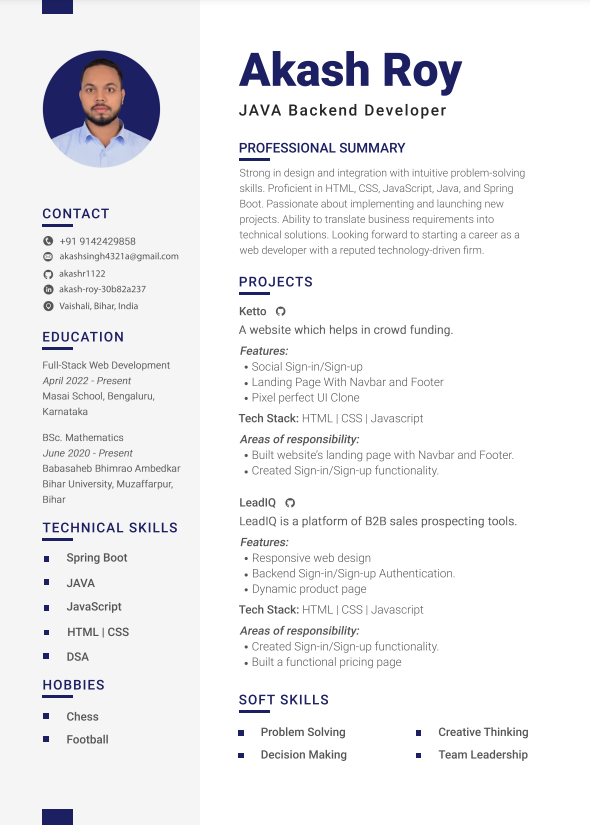 Akash Roy
JAVA Backend Developer
CONTACT
+91 9142429858
akashsingh4321a@gmail.com
akashr1122
akash-roy-30b82a237
Vaishali, Bihar, India
EDUCATION
Full-Stack Web Development
April 2022 - Present
Masai School, Bengaluru,
Karnataka
BSc. Mathematics
June 2020 - Present
Babasaheb Bhimrao Ambedkar
Bihar University, Muzaffarpur,
Bihar
TECHNICAL SKILLS
Spring Boot
JAVA
JavaScript
HTML | CSS
DSA
HOBBIES
Chess
Football
PROFESSIONAL SUMMARY
Strong in design and integration with intuitive problem-solving
skills. Proficient in HTML, CSS, JavaScript, Java, and Spring
Boot. Passionate about implementing and launching new
projects. Ability to translate business requirements into
technical solutions. Looking forward to starting a career as a
web developer with a reputed technology-driven firm.
PROJECTS
Ketto
A website which helps in crowd funding.
Features:
• Social Sign-in/Sign-up
• Landing Page With Navbar and Footer
• Pixel perfect UI Clone
Tech Stack: HTML | CSS | Javascript
Areas of responsibility:
• Built website's landing page with Navbar and Footer.
• Created Sign-in/Sign-up functionality.
LeadIQ
LeadIQ is a platform of B2B sales prospecting tools.
Features:
• Responsive web design
• Backend Sign-in/Sign-up Authentication.
• Dynamic product page
Tech Stack: HTML | CSS | Javascript
Areas of responsibility:
• Created Sign-in/Sign-up functionality.
• Built a functional pricing page
SOFT SKILLS
Problem Solving
Creative Thinking
Decision Making
Team Leadership